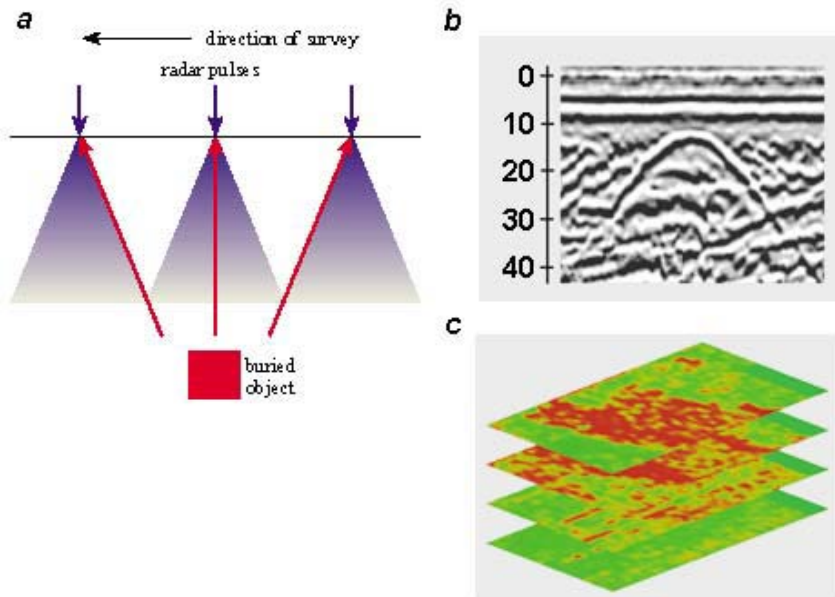 a
direction of survey
radar pulses
buried
object
b
0
10
20
30
40
c